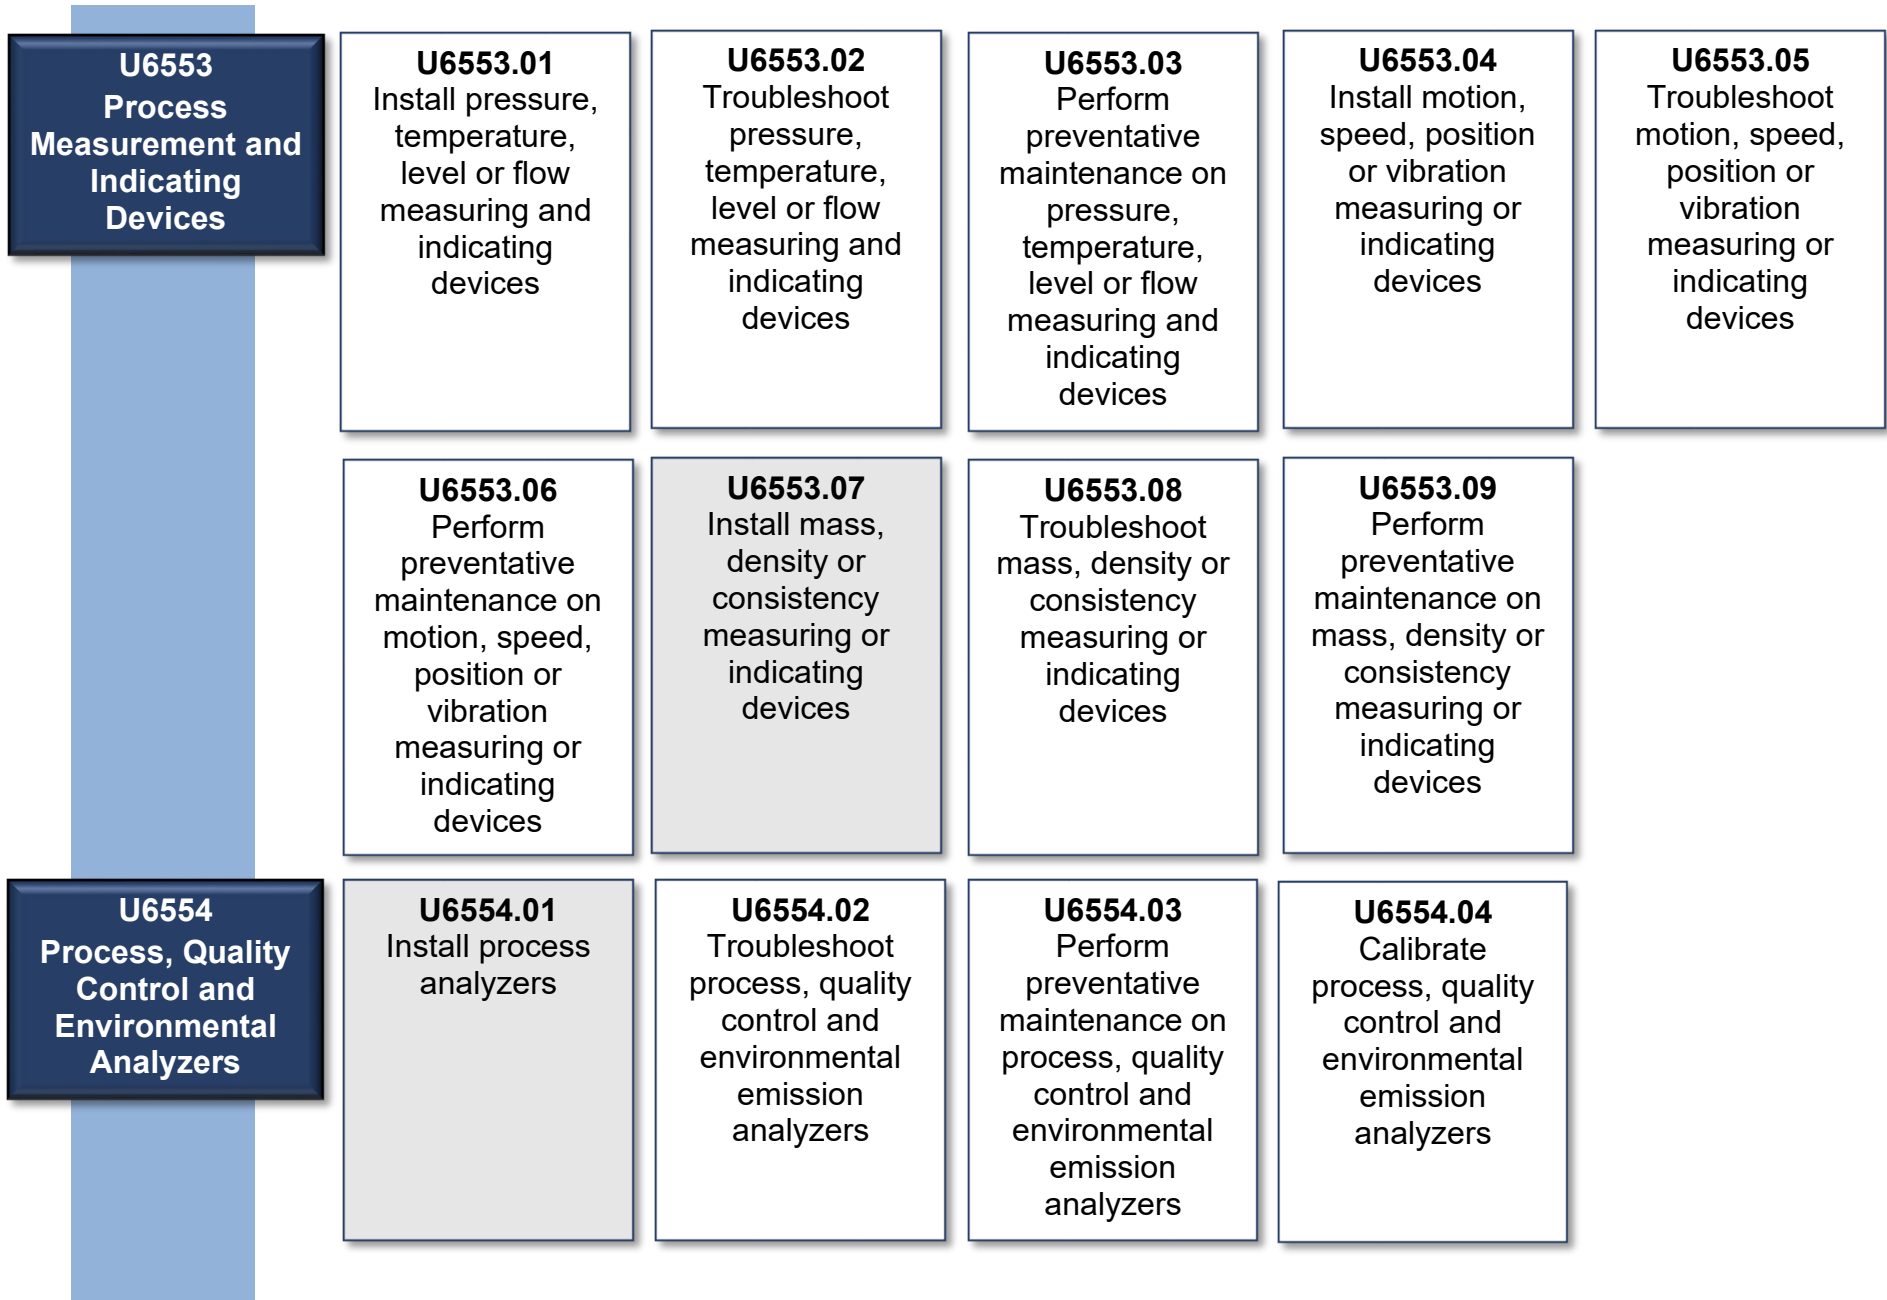 U6553
Process
Measurement and
Indicating
Devices
U6553.01
Install pressure,
temperature,
level or flow
measuring and
indicating
devices
U6553.02
Troubleshoot
pressure,
temperature,
level or flow
measuring and
indicating
devices
U6553.03
Perform
preventative
maintenance on
pressure,
temperature,
level or flow
measuring and
indicating
devices
U6553.04
Install motion,
speed, position
or vibration
measuring or
indicating
devices
U6553.05
Troubleshoot
motion, speed,
position or
vibration
measuring or
indicating
devices
U6553.06
Perform
preventative
maintenance on
motion, speed,
position or
vibration
measuring or
indicating
devices
U6553.07
Install mass,
density or
consistency
measuring or
indicating
devices
U6553.08
Troubleshoot
mass, density or
consistency
measuring or
indicating
devices
U6553.09
Perform
preventative
maintenance on
mass, density or
consistency
measuring or
indicating
devices
U6554
Process, Quality
Control and
Environmental
Analyzers
U6554.01
Install process
analyzers
U6554.02
Troubleshoot
process, quality
control and
environmental
emission
analyzers
U6554.03
Perform
preventative
maintenance on
process, quality
control and
environmental
emission
analyzers
U6554.04
Calibrate
process, quality
control and
environmental
emission
analyzers